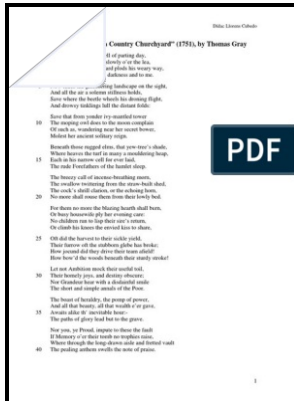 Elisha Llorens Cubedo
n Country Churchyard" (1751), by Thomas Gray
ll of parting day,
slowly o'er the lea,
ard plods his weary way,
darkness and to me.
landscape on the sight,
And all the air a solemn stillness holds,
Save where the beetle wheels his droning flight,
And drowsy tinklings lull the distant folds:
Save that from yonder ivy-mantled tower
10 The moping owl does to the moon complain
Of such as, wandering near her secret bower,
Molest her ancient solitary reign.
Beneath those rugged elms, that yew-tree's shade,
Where heaves the turf in many a mouldering heap,
15 Each in his narrow cell for ever laid,
The rude Forefathers of the hamlet sleep.
The breezy call of incense-breathing morn,
The swallow twittering from the straw-built shed,
The cock's shrill clarion, or the echoing horn,
20 No more shall rouse them from their lowly bed.
For them no more the blazing hearth shall burn,
Or busy housewife ply her evening care:
No children run to lisp their sire's return,
Or climb his knees the envied kiss to share,
25 Oft did the harvest to their sickle yield,
Their furrow oft the stubborn glebe has broke;
How jocund did they drive their team afield!
How bow'd the woods beneath their sturdy stroke!
Let not Ambition mock their useful toil,
30 Their homely joys, and destiny obscure;
Nor Grandeur hear with a disdainful smile
The short and simple annals of the Poor.
The boast of heraldry, the pomp of power,
And all that beauty, all that wealth e'er gave,
35 Awaits alike th' inevitable hour:-
The paths of glory lead but to the grave.
Nor you, ye Proud, impute to these the fault
If Memory o'er their tomb no trophies raise,
Where through the long-drawn aisle and fretted vault
40 The pealing anthem swells the note of praise.
PDF
1